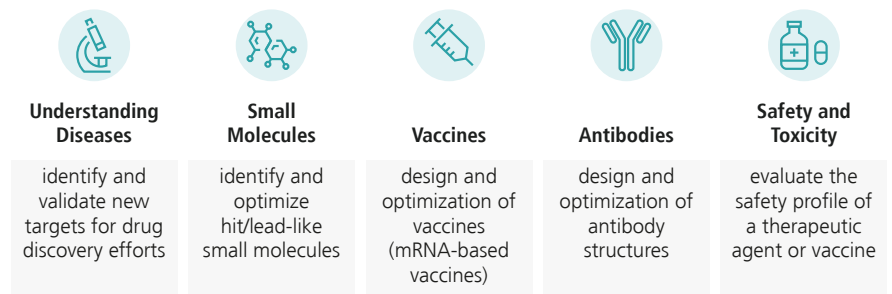 Understanding
Diseases
identify and
validate new
targets for drug
discovery efforts
Small
Molecules
identify and
optimize
hit/lead-like
small molecules
Vaccines
design and
optimization of
vaccines
(mRNA-based
vaccines)
Antibodies
design and
optimization of
antibody
structures
Safety and
Toxicity
evaluate the
safety profile of
a therapeutic
agent or vaccine